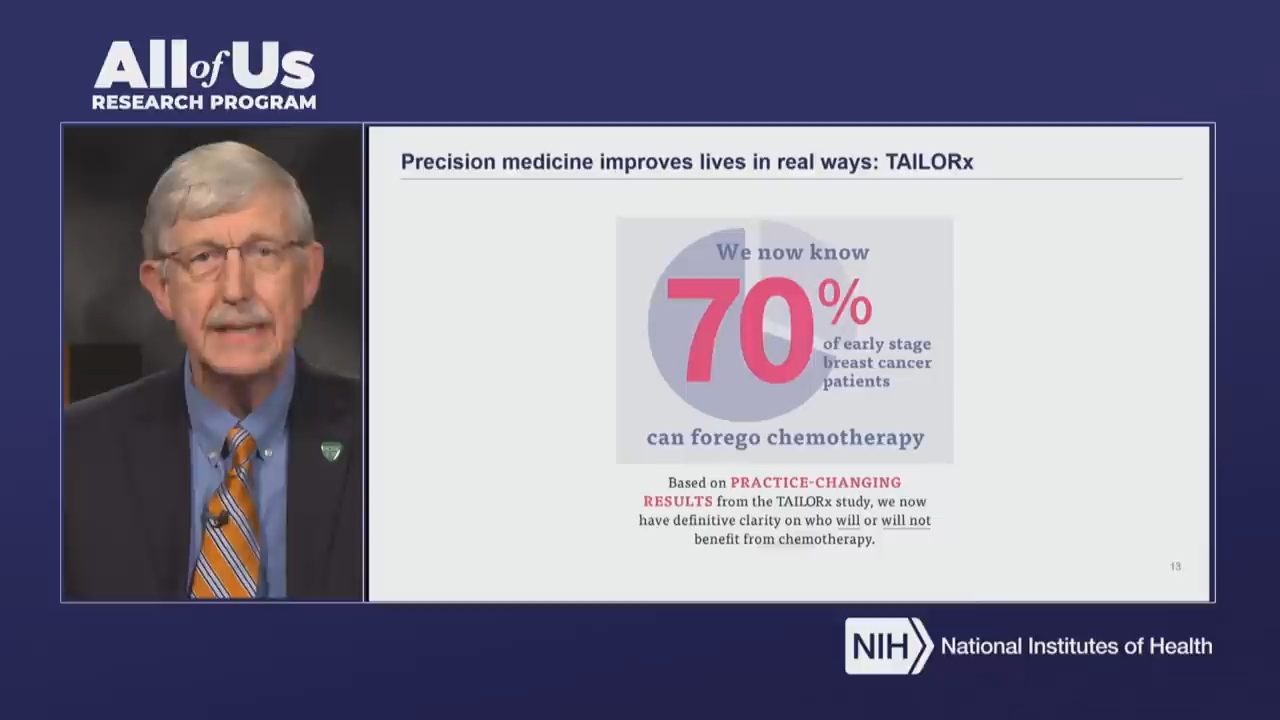 All of Us
RESEARCH PROGRAM
Precision medicine improves lives in real ways: TAILORx
We now know
70%
of early stage
breast cancer
patients
can forego chemotherapy
Based on PRACTICE-CHANGING
RESULTS from the TAILORx study, we now
have definitive clarity on who will or will not
benefit from chemotherapy.
13
NIH National Institutes of Health